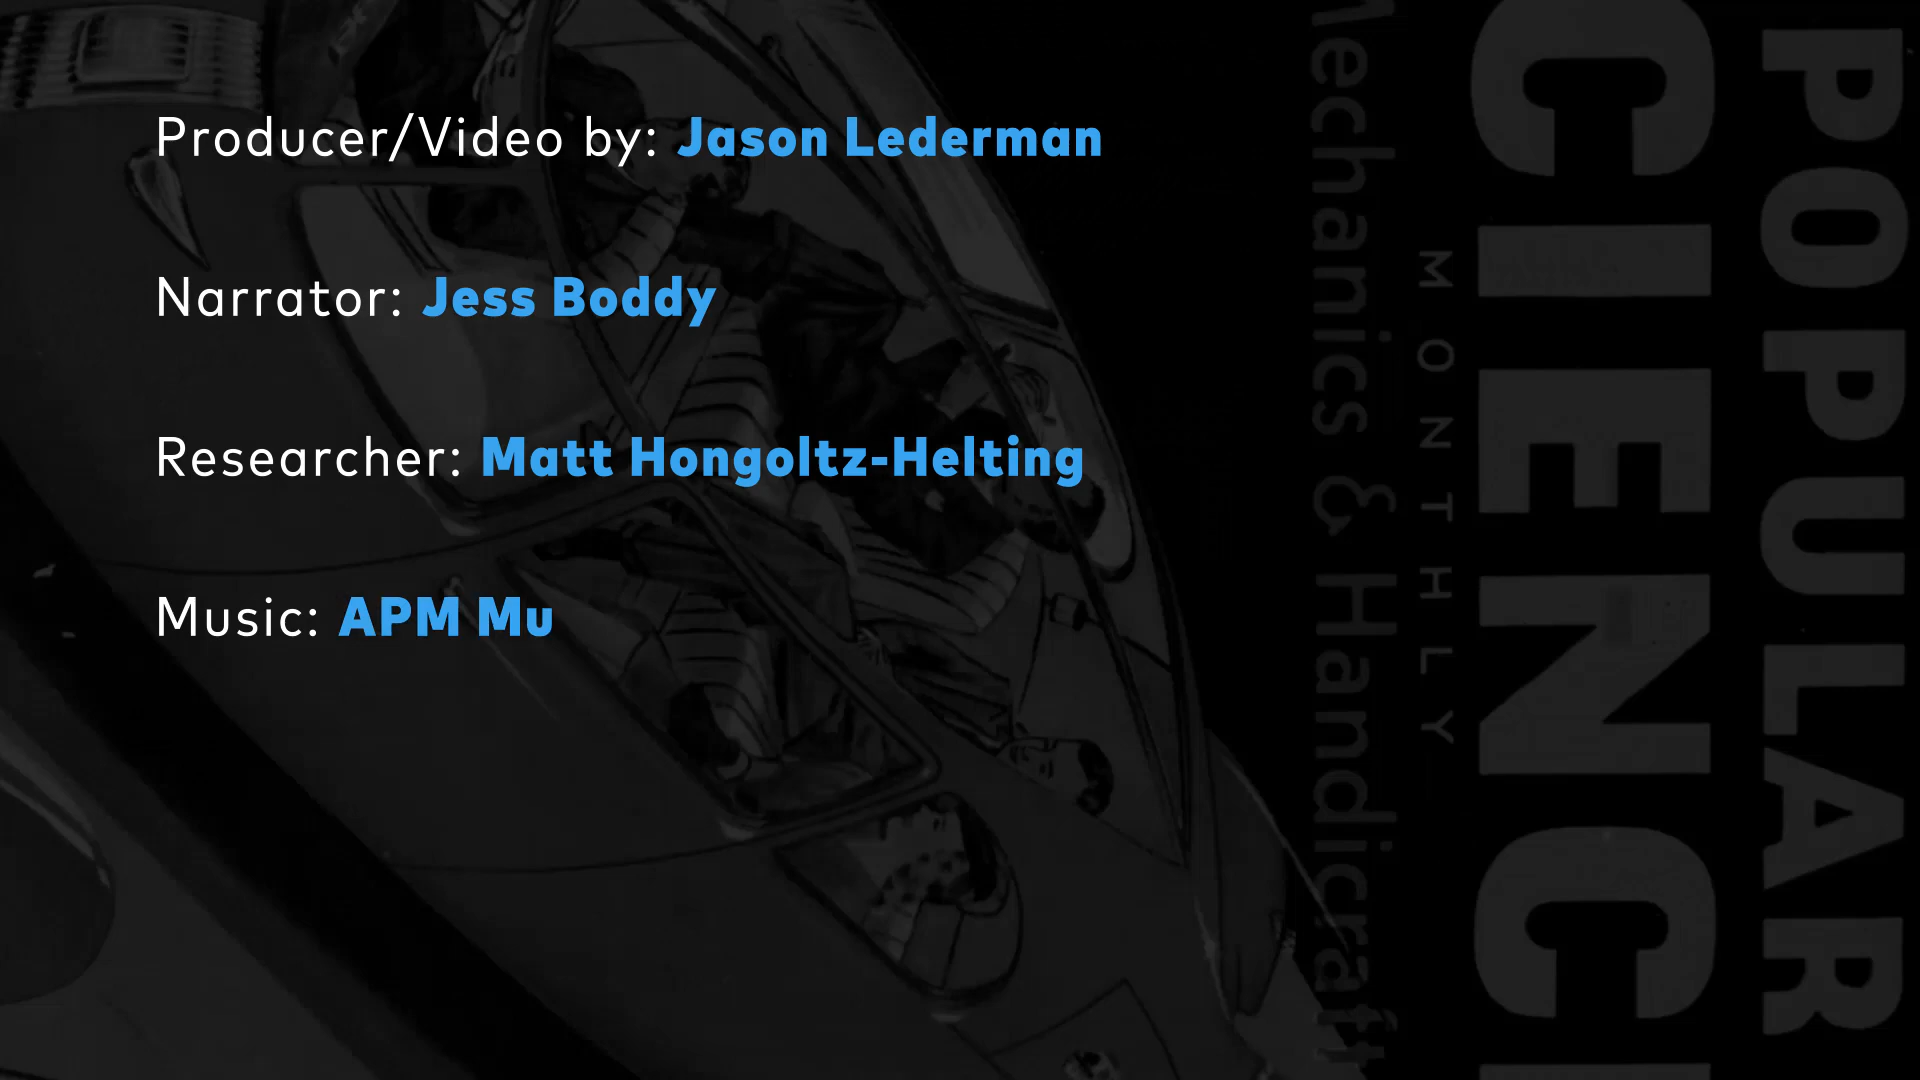 Producer/Video by: Jason Lederman
Narrator: Jess Boddy
Researcher: Matt Hongoltz-Helting
Music: APM Mu
POPULAR
CIENC
MONTHLY
Mechanics & Handicraft